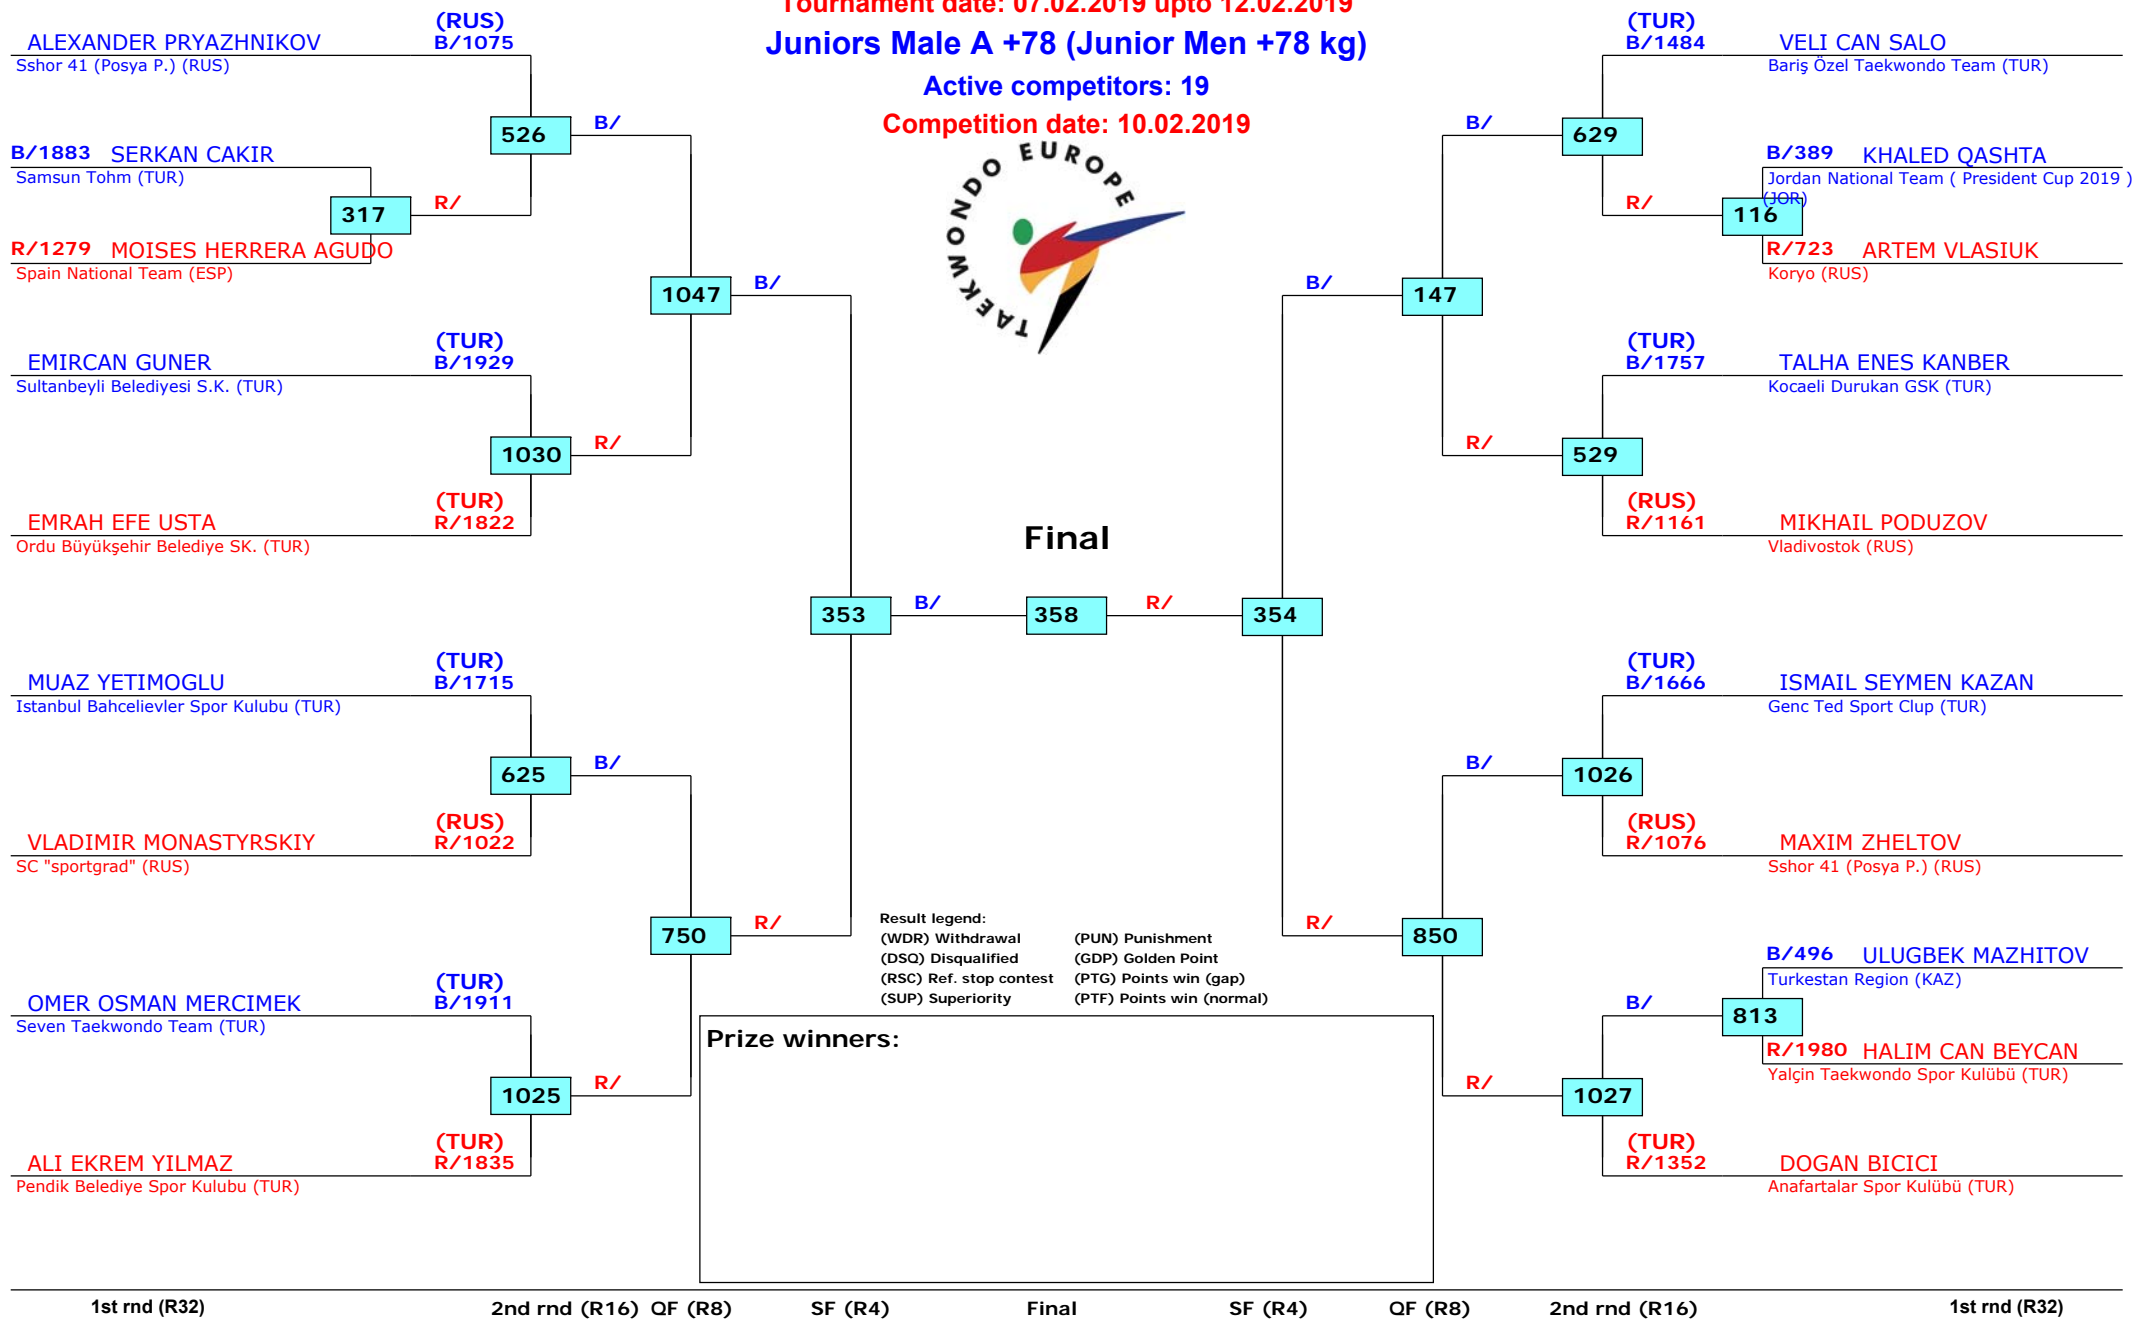 Tournament date: 07.02.2019 upto 12.02.2019
Juniors Male A +78 (Junior Men +78 kg)
Active competitors: 19
Competition date: 10.02.2019
TAEKWONDO EUROPE
(RUS)
ALEXANDER PRYAZHNIKOV B/1075
Sshor 41 (Posya P.) (RUS)
526 B/
B/1883 SERKAN CAKIR
Samsun Tohm (TUR)
317 R/
R/1279 MOISES HERRERA AGUDO
Spain National Team (ESP)
1047 B/
(TUR)
EMIRCAN GUNER B/1929
Sultanbeyli Belediyesi S.K. (TUR)
1030 R/
(TUR)
EMRAH EFE USTA R/1822
Ordu Büyükşehir Belediye SK. (TUR)
353 B/
(TUR)
MUAZ YETIMOGLU B/1715
Istanbul Bahcelievler Spor Kulubu (TUR)
625 B/
(RUS)
VLADIMIR MONASTYRSKIY R/1022
SC "sportgrad" (RUS)
750 R/
(TUR)
OMER OSMAN MERCIMEK B/1911
Seven Taekwondo Team (TUR)
1025 R/
(TUR)
ALI EKREM YILMAZ R/1835
Pendik Belediye Spor Kulubu (TUR)
Final
358
(TUR)
B/1484 VELI CAN SALO
Bariş Özel Taekwondo Team (TUR)
B/ 629
B/389 KHALED QASHTA
Jordan National Team ( President Cup 2019 )
(JOR)
R/ 116
R/723 ARTEM VLASIUK
Koryo (RUS)
B/ 147
(TUR)
B/1757 TALHA ENES KANBER
Kocaeli Durukan GSK (TUR)
R/ 529
(RUS)
R/1161 MIKHAIL PODUZOV
Vladivostok (RUS)
R/ 354
(TUR)
B/1666 ISMAIL SEYMEN KAZAN
Genc Ted Sport Clup (TUR)
B/ 1026
(RUS)
R/1076 MAXIM ZHELTOV
Sshor 41 (Posya P.) (RUS)
R/ 850
B/496 ULUGBEK MAZHITOV
Turkestan Region (KAZ)
B/ 813
R/1980 HALIM CAN BEYCAN
Yalçin Taekwondo Spor Kulübü (TUR)
R/ 1027
(TUR)
R/1352 DOGAN BICICI
Anafartalar Spor Kulübü (TUR)
Result legend:
(WDR) Withdrawal (PUN) Punishment
(DSQ) Disqualified (GDP) Golden Point
(RSC) Ref. stop contest (PTG) Points win (gap)
(SUP) Superiority (PTF) Points win (normal)
Prize winners:
1st rnd (R32) 2nd rnd (R16) QF (R8) SF (R4) Final SF (R4) QF (R8) 2nd rnd (R16) 1st rnd (R32)